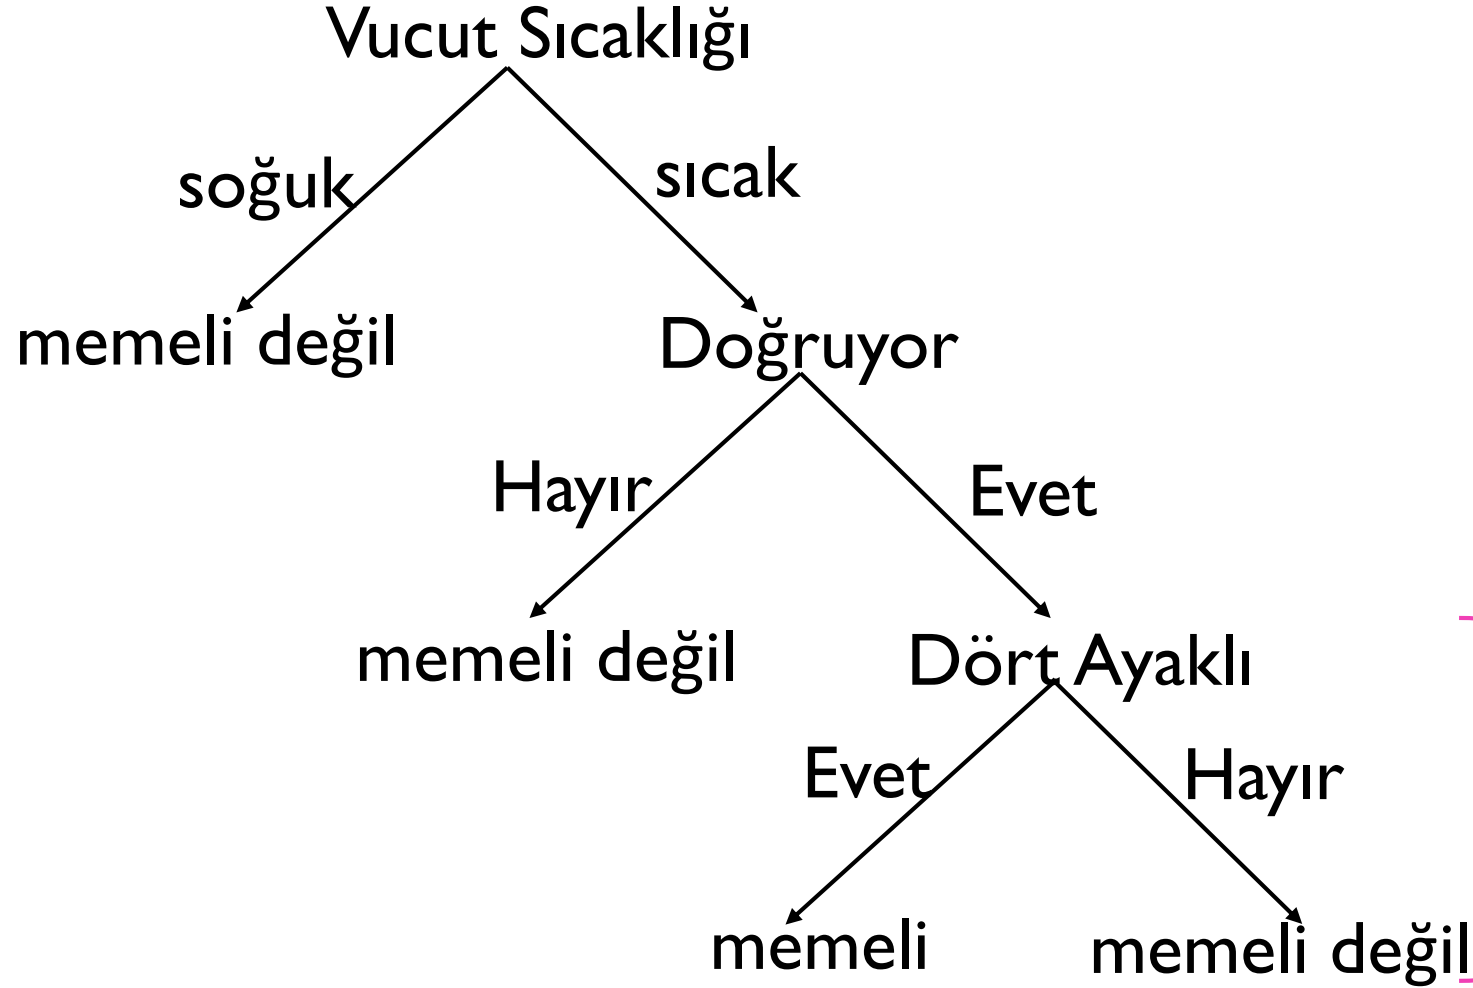 Vucut Sıcaklığı
soğuk
sıcak
memeli değil
Doğruyor
Hayır
Evet
memeli değil
Dört Ayaklı
Evet
Hayır
memeli
memeli değil